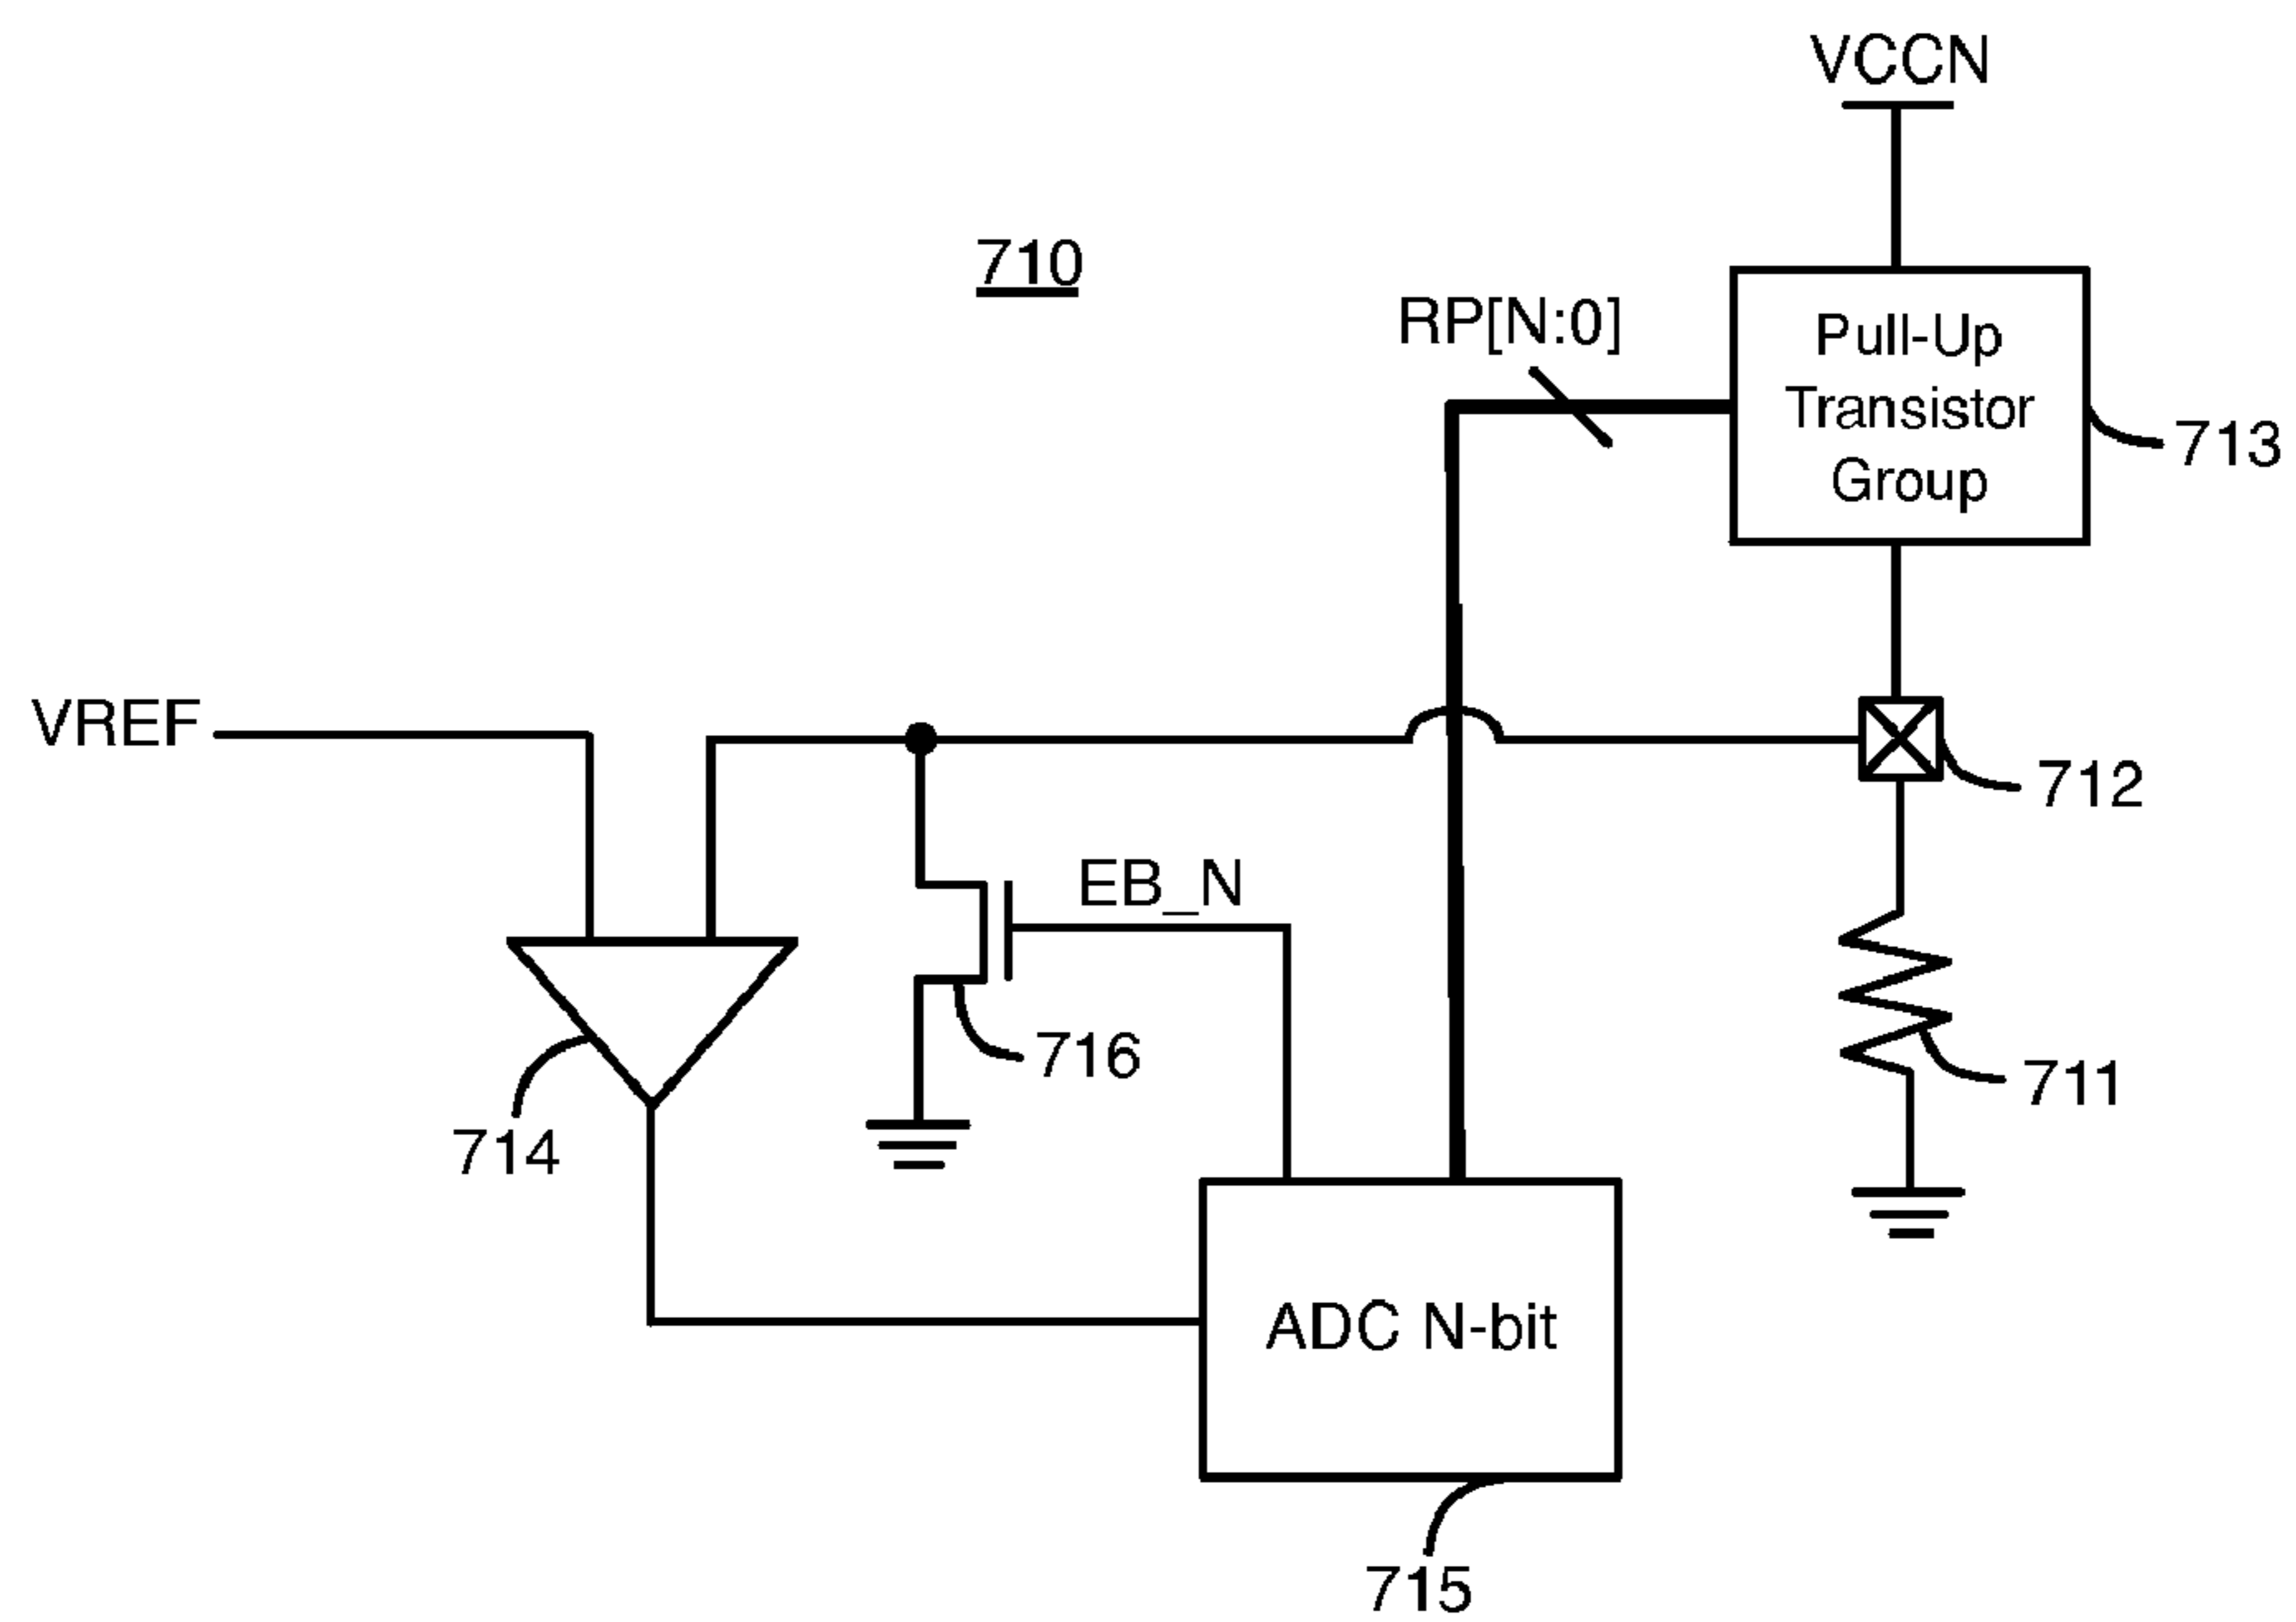 VCCN
710
RP[N:0]
Pull-Up
Transistor
Group
713
VREF
712
EB_N
716
711
714
ADC N-bit
715